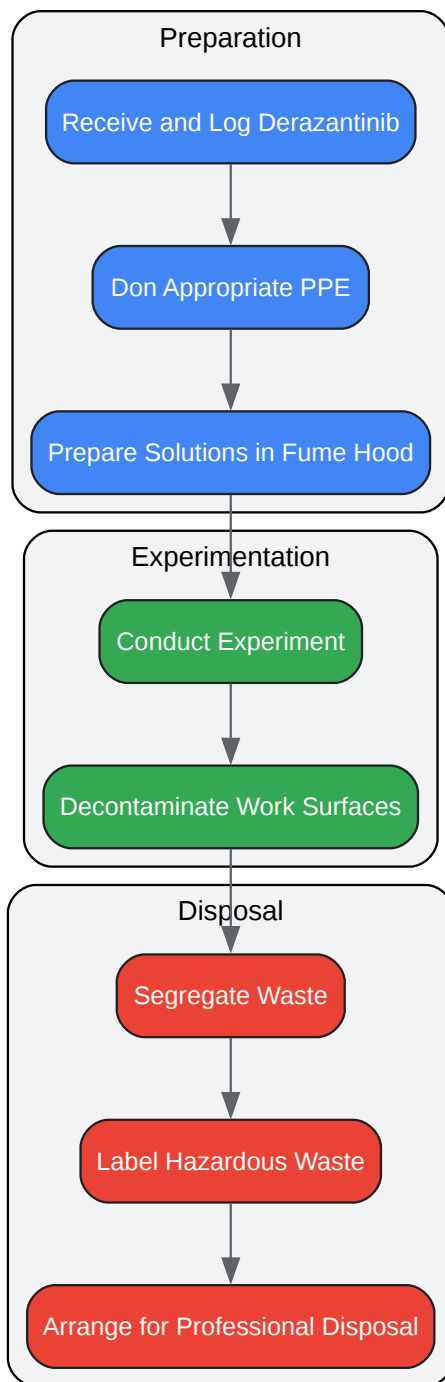 Preparation
Receive and Log Derazantinib
Don Appropriate PPE
Prepare Solutions in Fume Hood
Experimentation
Conduct Experiment
Decontaminate Work Surfaces
Disposal
Segregate Waste
Label Hazardous Waste
Arrange for Professional Disposal